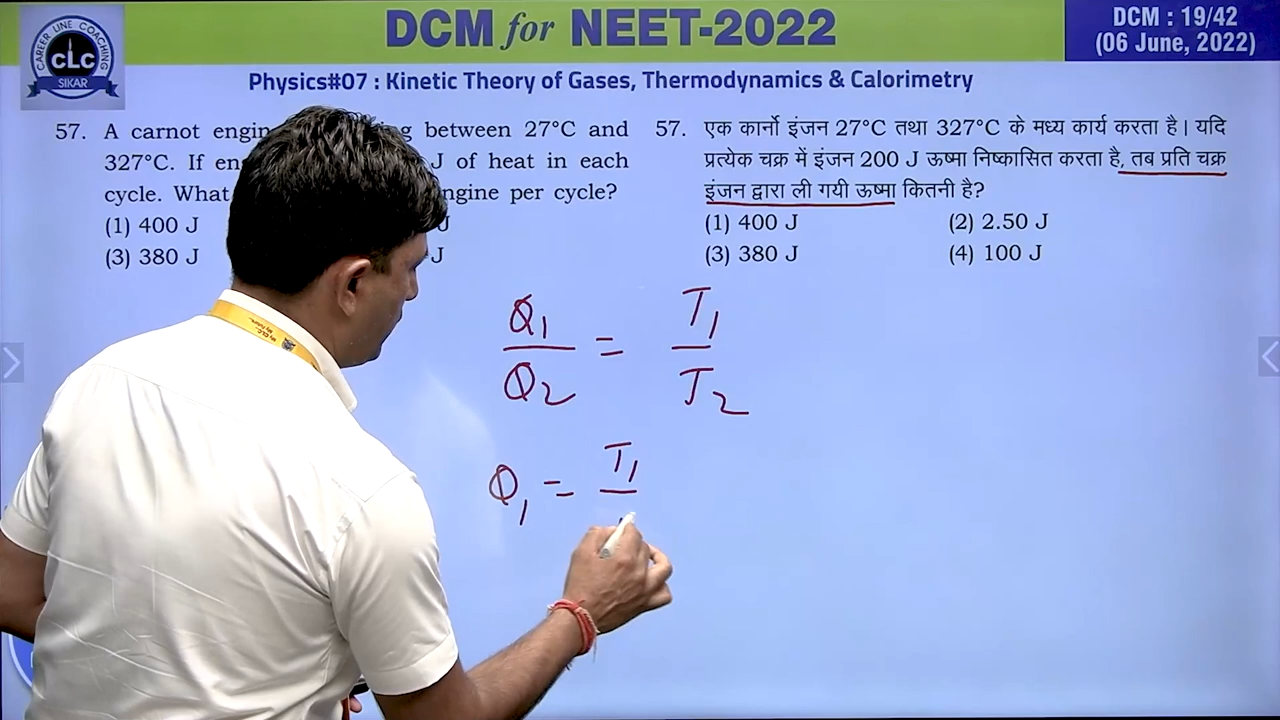 DCM for NEET-2022
DCM : 19/42
(06 June, 2022)
CAREER LINE COACHING
CLC
SIKAR
Physics#07 : Kinetic Theory of Gases, Thermodynamics & Calorimetry
57. A carnot between 27°C and
327°C. If J of heat in each
cycle. What per cycle?
(1) 400 J J
(3) 380 J J
57. एक कार्नो इंजन 27°C तथा 327°C के मध्य कार्य करता है। यदि
प्रत्येक चक्र में इंजन 200 J ऊष्मा निष्कासित करता है, तब प्रति चक्र
इंजन द्वारा ली गयी ऊष्मा कितनी है?
(1) 400 J (2) 2.50 J
(3) 380 J (4) 100 J
Q1 = T1
Q2 T2
Q1 = T1